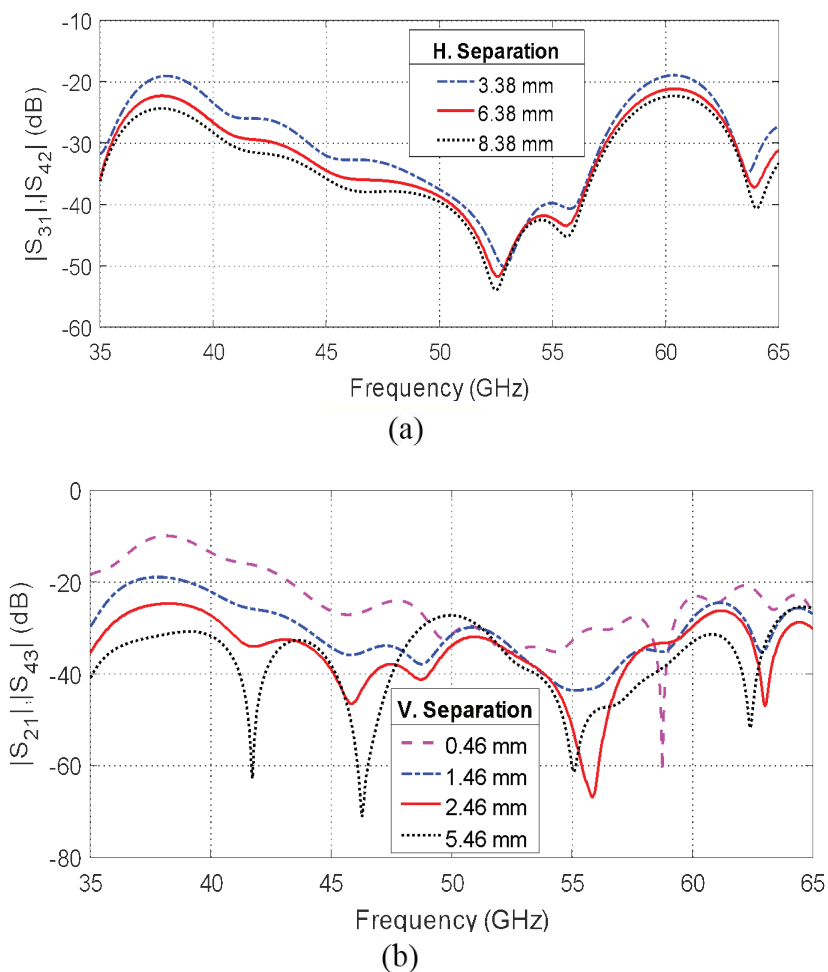 -10
-20
-30
-40
-50
-60
|S31|.|S42| (dB)
H. Separation
3.38 mm
6.38 mm
8.38 mm
35 40 45 50 55 60 65
Frequency (GHz)
(a)
0
-20
-40
-60
-80
|S21|.|S43| (dB)
V. Separation
0.46 mm
1.46 mm
2.46 mm
5.46 mm
35 40 45 50 55 60 65
Frequency (GHz)
(b)